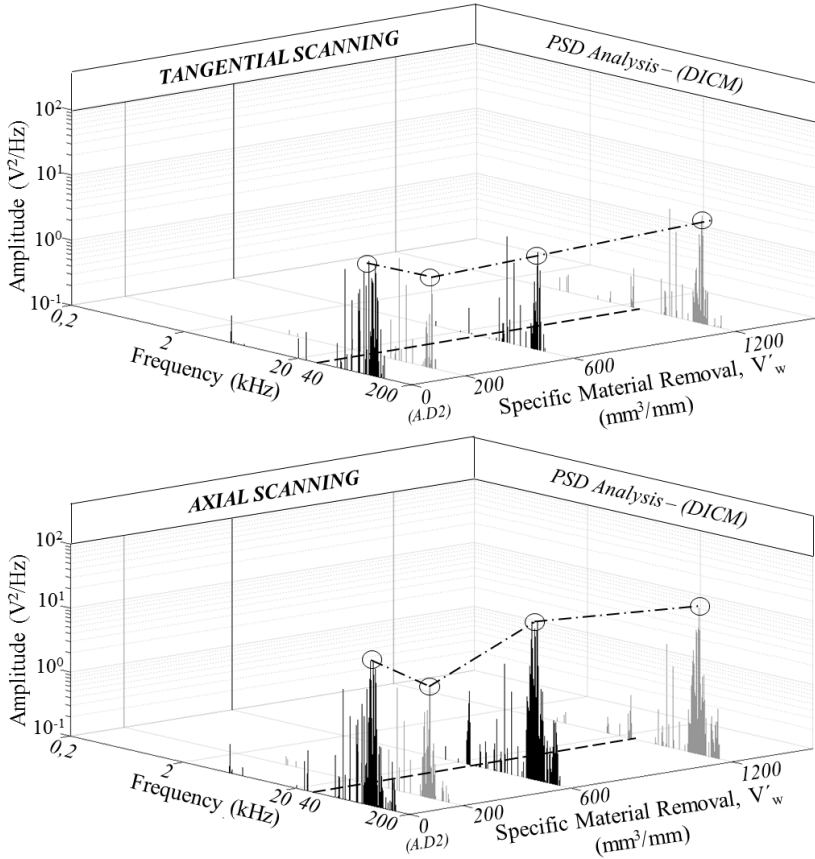 TANGENTIAL SCANNING
PSD Analysis – (DICM)
Amplitude (V²/Hz)
10²
10¹
10⁰
10⁻¹
0,2
2
20
40
200
Frequency (kHz)
0
(A.D2)
200
600
1200
Specific Material Removal, V´w
(mm³/mm)
AXIAL SCANNING
PSD Analysis – (DICM)
Amplitude (V²/Hz)
10²
10¹
10⁰
10⁻¹
0,2
2
20
40
200
Frequency (kHz)
0
(A.D2)
200
600
1200
Specific Material Removal, V´w
(mm³/mm)